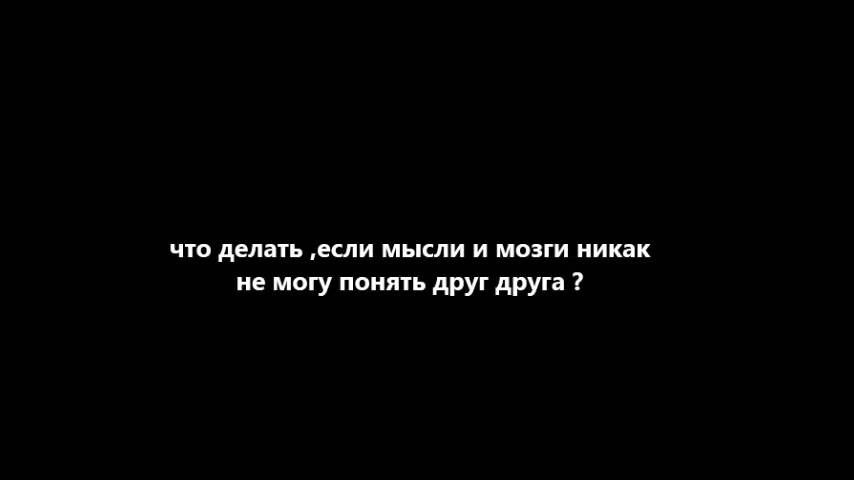 что делать ,если мысли и мозги никак
не могу понять друг друга ?